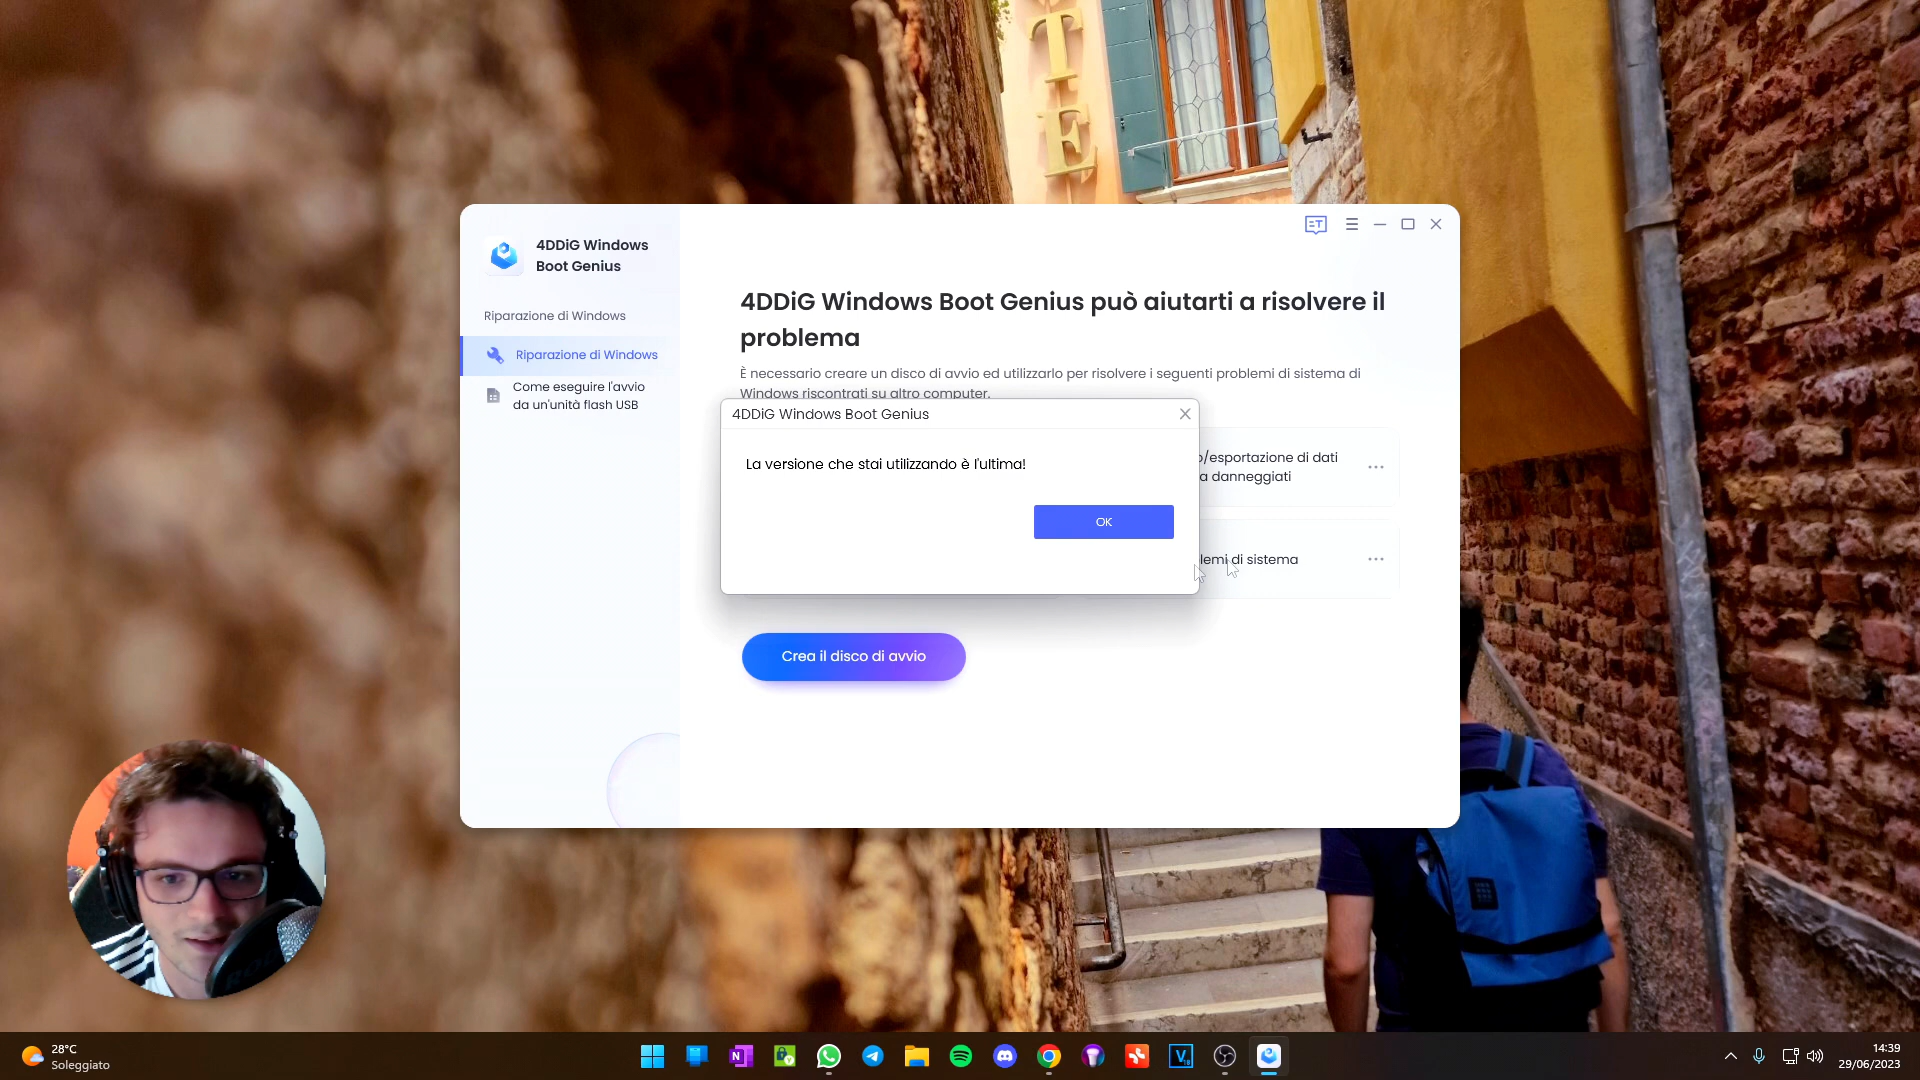 TE
4DDiG Windows
Boot Genius
Riparazione di Windows
Riparazione di Windows
Come eseguire l'avvio
da un'unità flash USB
4DDiG Windows Boot Genius può aiutarti a risolvere il
problema
È necessario creare un disco di avvio ed utilizzarlo per risolvere i seguenti problemi di sistema di
Windows riscontrati su altro computer.
4DDiG Windows Boot Genius
La versione che stai utilizzando è l'ultima!
OK
o/esportazione di dati
a danneggiati
lemi di sistema
Crea il disco di avvio
28°C
Soleggiato
14:39
29/06/2023